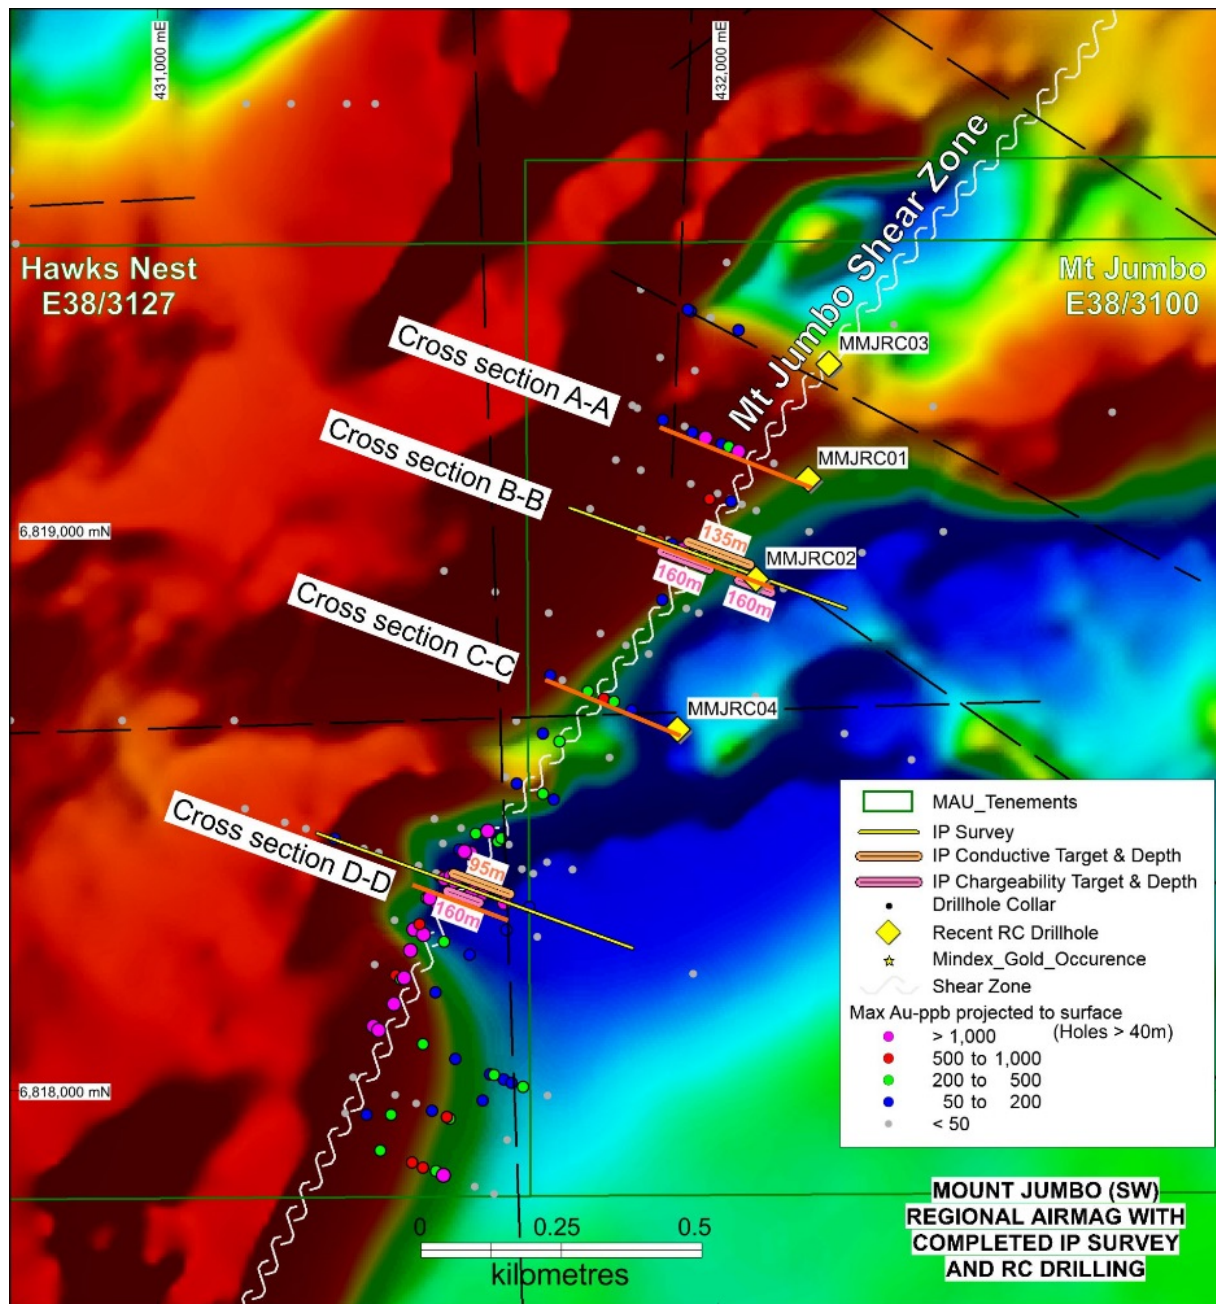 431,000 mE
432,000 mE
Mt Jumbo Shear Zone
Hawks Nest
E38/3127
Mt Jumbo
E38/3100
MMJRC03
Cross section A-A
MMJRC01
Cross section B-B
6,819,000 mN
135m
MMJRC02
160m
160m
Cross section C-C
MMJRC04
Cross section D-D
95m
160m
MAU_Tenements
IP Survey
IP Conductive Target & Depth
IP Chargeability Target & Depth
Drillhole Collar
Recent RC Drillhole
Mindex_Gold_Occurence
Shear Zone
Max Au-ppb projected to surface
(Holes > 40m)
> 1,000
500 to 1,000
200 to 500
50 to 200
< 50
6,818,000 mN
MOUNT JUMBO (SW)
REGIONAL AIRMAG WITH
COMPLETED IP SURVEY
AND RC DRILLING
0 0.25 0.5
kilometres